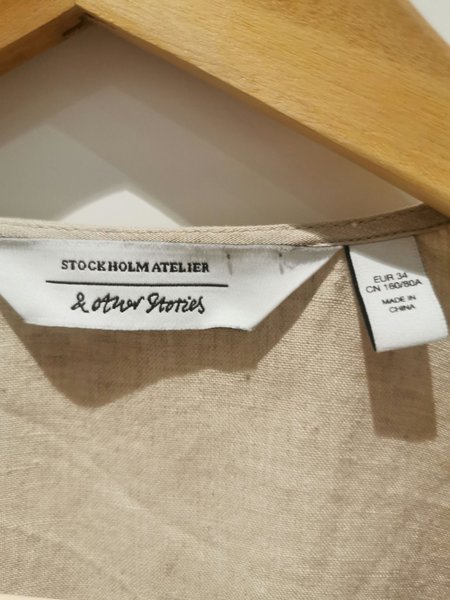 STOCKHOLM ATELIER
& other Stories
EUR 34
CN 160/80A
MADE IN
CHINA